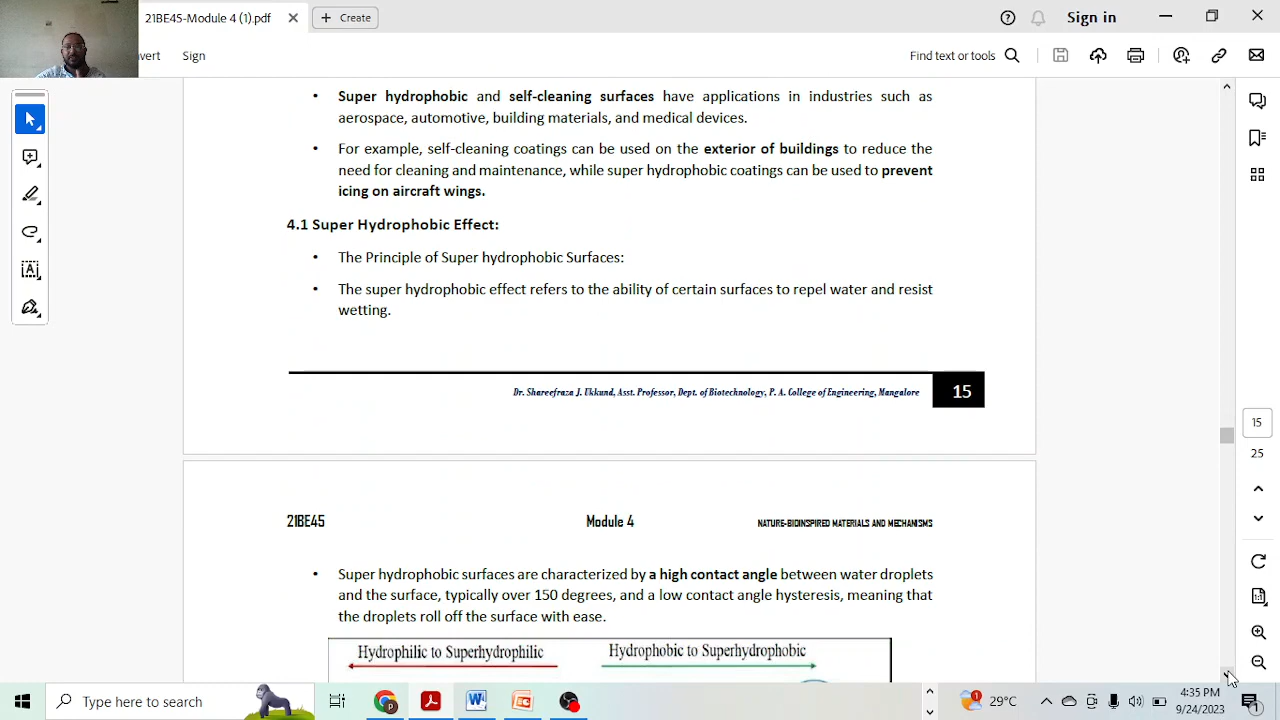 21BE45-Module 4 (1).pdf
Create
Sign in
vert
Sign
Find text or tools
• Super hydrophobic and self-cleaning surfaces have applications in industries such as
aerospace, automotive, building materials, and medical devices.
• For example, self-cleaning coatings can be used on the exterior of buildings to reduce the
need for cleaning and maintenance, while super hydrophobic coatings can be used to prevent
icing on aircraft wings.
4.1 Super Hydrophobic Effect:
• The Principle of Super hydrophobic Surfaces:
• The super hydrophobic effect refers to the ability of certain surfaces to repel water and resist
wetting.
Dr. Shareefraza J. Ukkund, Asst. Professor, Dept. of Biotechnology, P. A. College of Engineering, Mangalore
15
15
25
21BE45 Module 4 NATURE-BIOINSPIRED MATERIALS AND MECHANISMS
• Super hydrophobic surfaces are characterized by a high contact angle between water droplets
and the surface, typically over 150 degrees, and a low contact angle hysteresis, meaning that
the droplets roll off the surface with ease.
Hydrophilic to Superhydrophilic
Hydrophobic to Superhydrophobic
Type here to search
1
29°C
4:35 PM
9/24/2023
1